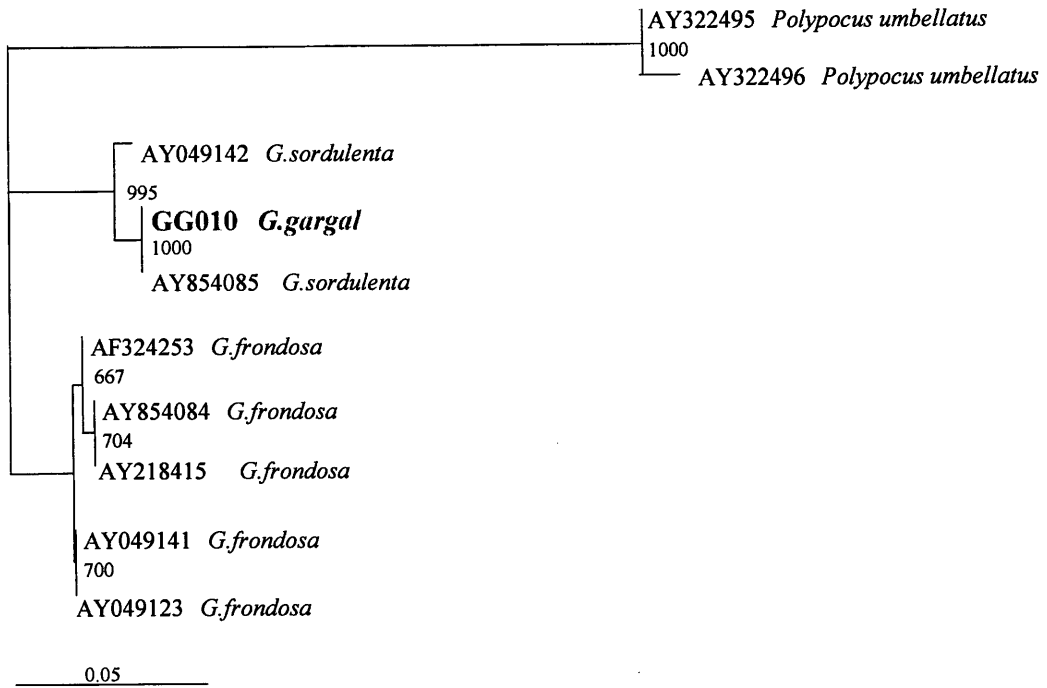 AY322495 Polypocus umbellatus
1000
AY322496 Polypocus umbellatus
AY049142 G.sordulenta
995
GG010 G.gargal
1000
AY854085 G.sordulenta
AF324253 G.frondosa
667
AY854084 G.frondosa
704
AY218415 G.frondosa
AY049141 G.frondosa
700
AY049123 G.frondosa
0.05